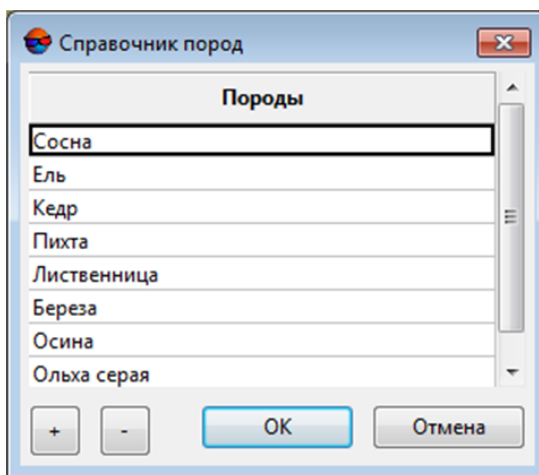 Справочник пород
Породы
Сосна
Ель
Кедр
Пихта
Лиственница
Береза
Осина
Ольха серая
+ - OK Отмена